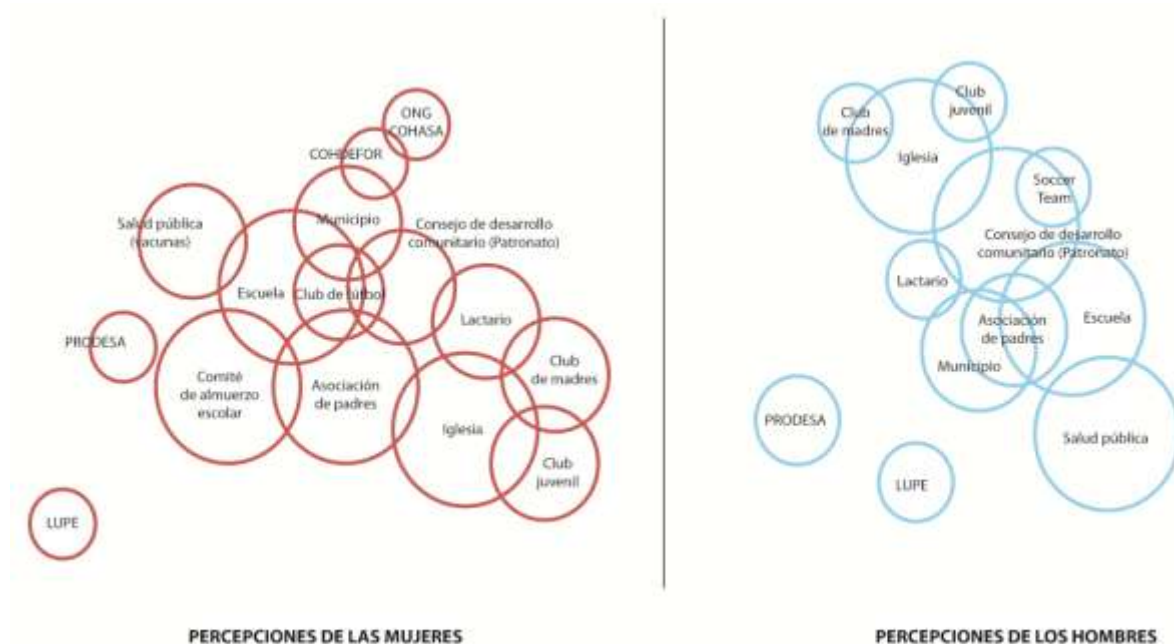 ONG
COHASA
COHDEFOR
Salud pública
(vacunas)
Municipio
Consejo de desarrollo
comunitario (Patronato)
Escuela
Club de fútbol
Lactario
PRODESA
Comité
de almuerzo
escolar
Asociación
de padres
Club
de madres
Iglesia
Club
juvenil
LUPE
PERCEPCIONES DE LAS MUJERES
Club
de madres
Club
juvenil
Iglesia
Soccer
Team
Consejo de desarrollo
comunitario (Patronato)
Lactario
Asociación
de padres
Escuela
Municipio
PRODESA
Salud pública
LUPE
PERCEPCIONES DE LOS HOMBRES